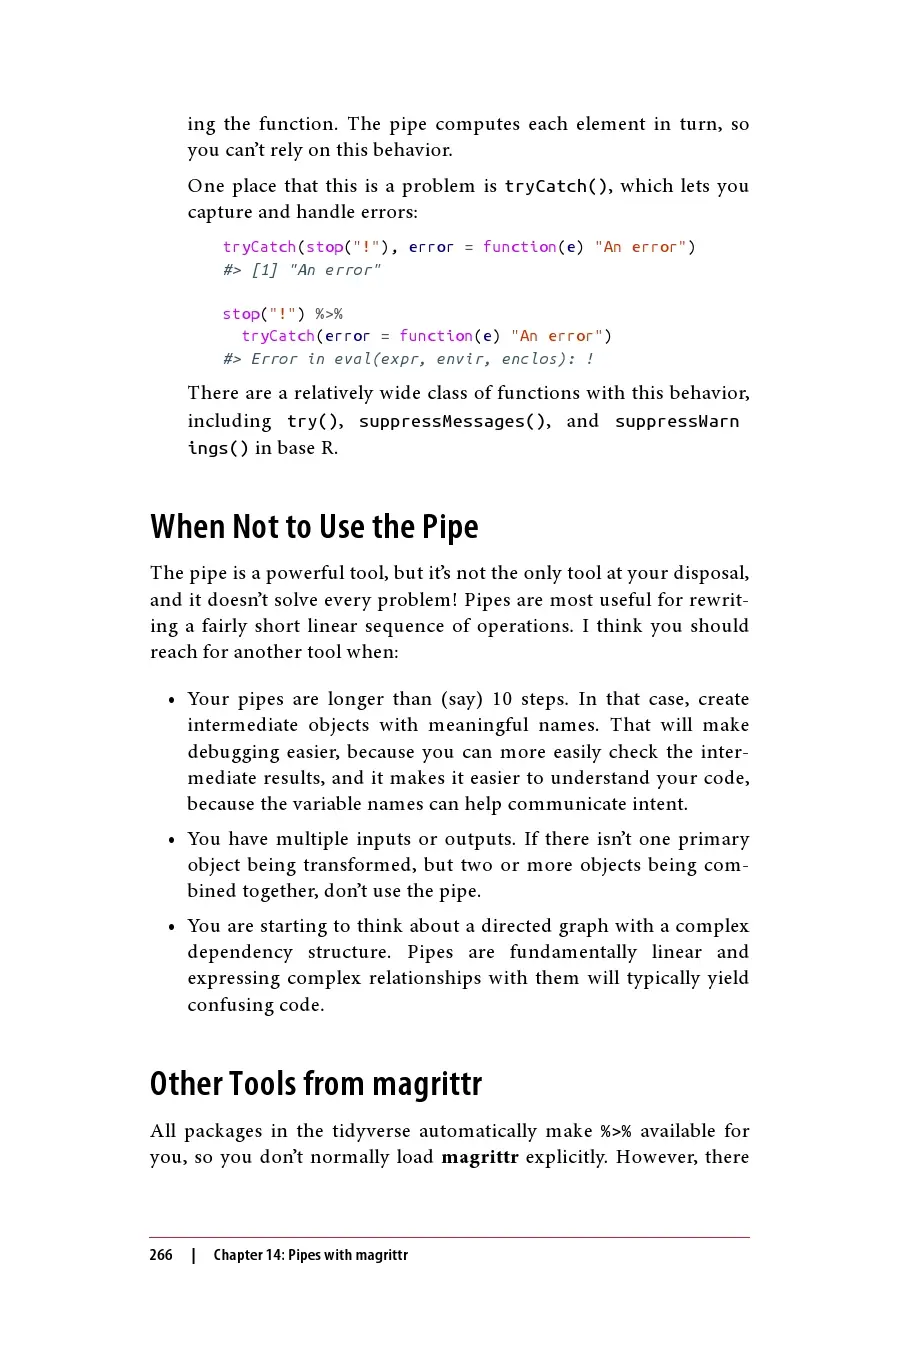 ing the function. The pipe computes each element in turn, so
you can’t rely on this behavior.
One place that this is a problem is tryCatch(), which lets you
capture and handle errors:
tryCatch(stop("!"), error = function(e) "An error")
#> [1] "An error"
stop("!") %>%
tryCatch(error = function(e) "An error")
#> Error in eval(expr, envir, enclos): !
There are a relatively wide class of functions with this behavior,
including try(), suppressMessages(), and suppressWarn
ings() in base R.
When Not to Use the Pipe
The pipe is a powerful tool, but it’s not the only tool at your disposal,
and it doesn’t solve every problem! Pipes are most useful for rewrit-
ing a fairly short linear sequence of operations. I think you should
reach for another tool when:
• Your pipes are longer than (say) 10 steps. In that case, create
intermediate objects with meaningful names. That will make
debugging easier, because you can more easily check the inter-
mediate results, and it makes it easier to understand your code,
because the variable names can help communicate intent.
• You have multiple inputs or outputs. If there isn’t one primary
object being transformed, but two or more objects being com-
bined together, don’t use the pipe.
• You are starting to think about a directed graph with a complex
dependency structure. Pipes are fundamentally linear and
expressing complex relationships with them will typically yield
confusing code.
Other Tools from magrittr
All packages in the tidyverse automatically make %>% available for
you, so you don’t normally load magrittr explicitly. However, there
266 | Chapter 14: Pipes with magrittr